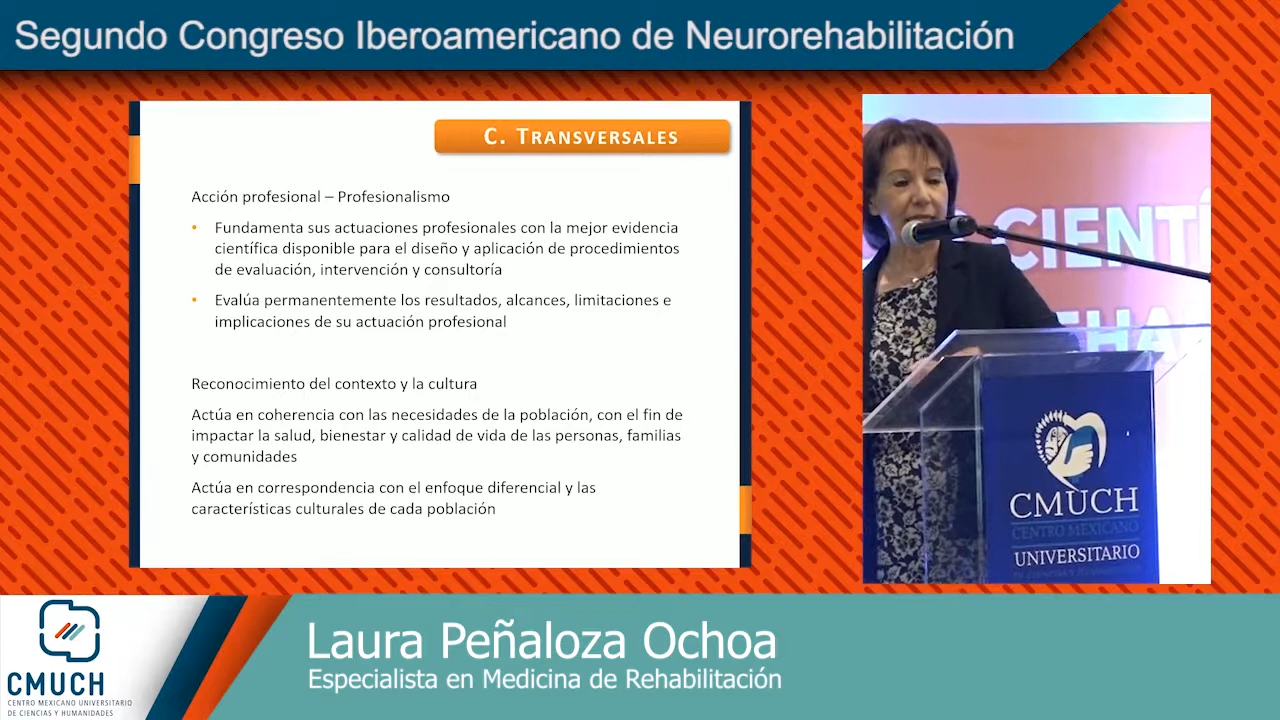 Segundo Congreso Iberoamericano de Neurorehabilitación
C. TRANSVERSALES
Acción profesional – Profesionalismo
• Fundamenta sus actuaciones profesionales con la mejor evidencia
científica disponible para el diseño y aplicación de procedimientos
de evaluación, intervención y consultoría
• Evalúa permanentemente los resultados, alcances, limitaciones e
implicaciones de su actuación profesional
Reconocimiento del contexto y la cultura
Actúa en coherencia con las necesidades de la población, con el fin de
impactar la salud, bienestar y calidad de vida de las personas, familias
y comunidades
Actúa en correspondencia con el enfoque diferencial y las
características culturales de cada población
CIENTÍ
EHA
CMUCH
CENTRO MEXICANO
UNIVERSITARIO
CMUCH
CENTRO MEXICANO UNIVERSITARIO
DE CIENCIAS Y HUMANIDADES
Laura Peñaloza Ochoa
Especialista en Medicina de Rehabilitación